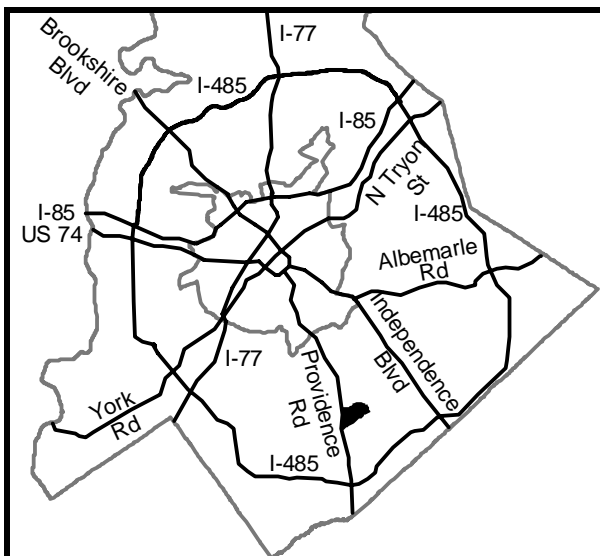 I-77
Brookshire
Blvd
I-485
I-85
N Tryon
St
I-85
US 74
I-485
Albemarle
Rd
Independence
Blvd
I-77
Providence
Rd
York
Rd
I-485